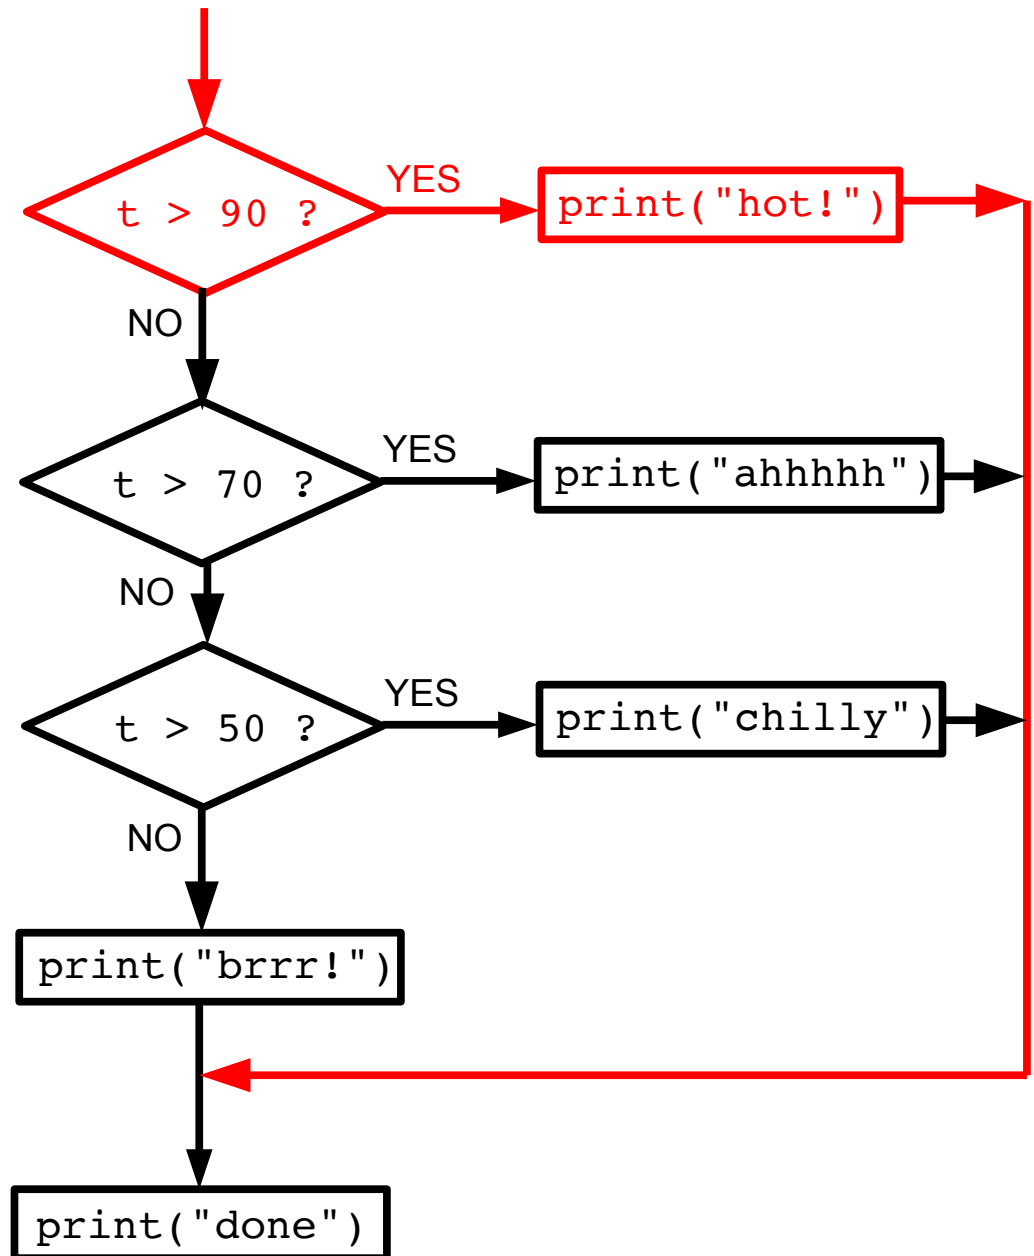 t > 90 ?
YES
print("hot!")
NO
t > 70 ?
YES
print("ahhhhh")
NO
t > 50 ?
YES
print("chilly")
NO
print("brrr!")
print("done")